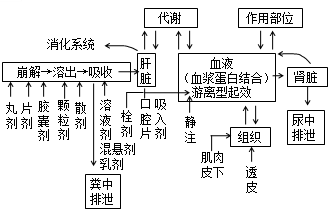 代谢
作用部位
消化系统
肝脏
血液
（血浆蛋白结合）
游离型起效
肾脏
崩解→溶出→吸收
丸剂
片剂
胶囊剂
颗粒剂
散剂
溶液剂
混悬剂
乳剂
栓剂
口腔片
吸入剂
静注
组织
尿中
排泄
肌肉
皮下
透皮
粪中
排泄